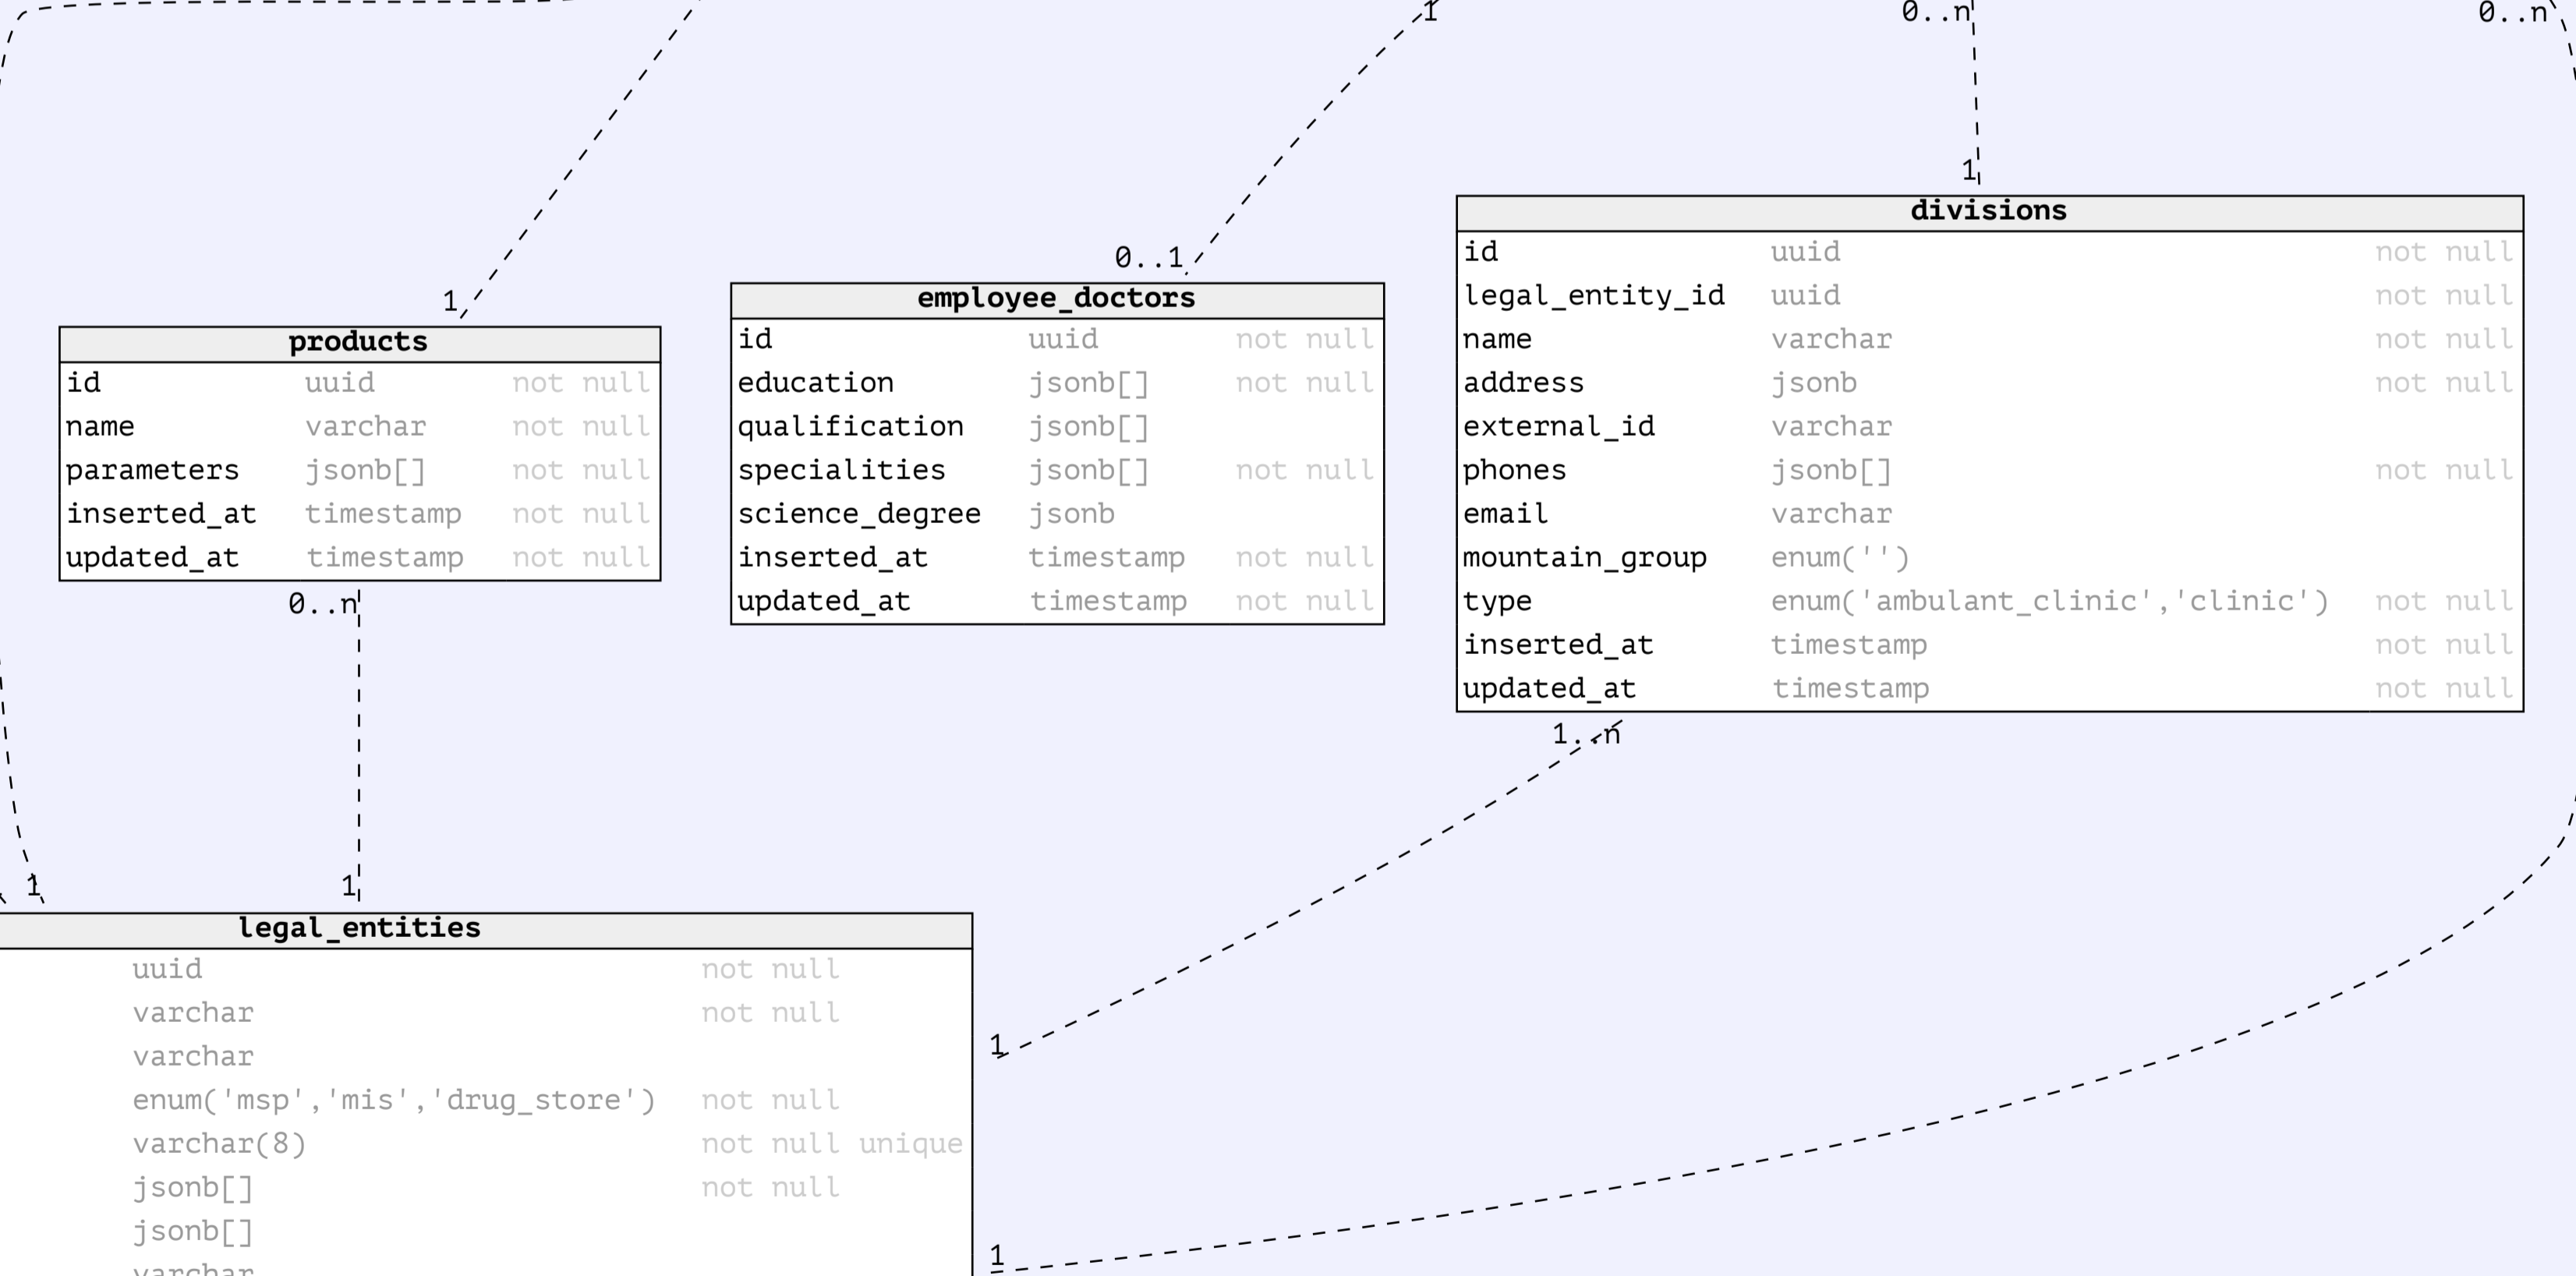 1
0..n
0..n
1
0..1
1
products
id uuid not null
name varchar not null
parameters jsonb[] not null
inserted_at timestamp not null
updated_at timestamp not null
0..n
employee_doctors
id uuid not null
education jsonb[] not null
qualification jsonb[]
specialities jsonb[] not null
science_degree jsonb
inserted_at timestamp not null
updated_at timestamp not null
divisions
id uuid not null
legal_entity_id uuid not null
name varchar not null
address jsonb not null
external_id varchar
phones jsonb[] not null
email varchar
mountain_group enum('')
type enum('ambulant_clinic','clinic') not null
inserted_at timestamp not null
updated_at timestamp not null
1..n
1
1
legal_entities
uuid not null
varchar not null
varchar
enum('msp','mis','drug_store') not null
varchar(8) not null unique
jsonb[] not null
jsonb[]
varchar
1
1